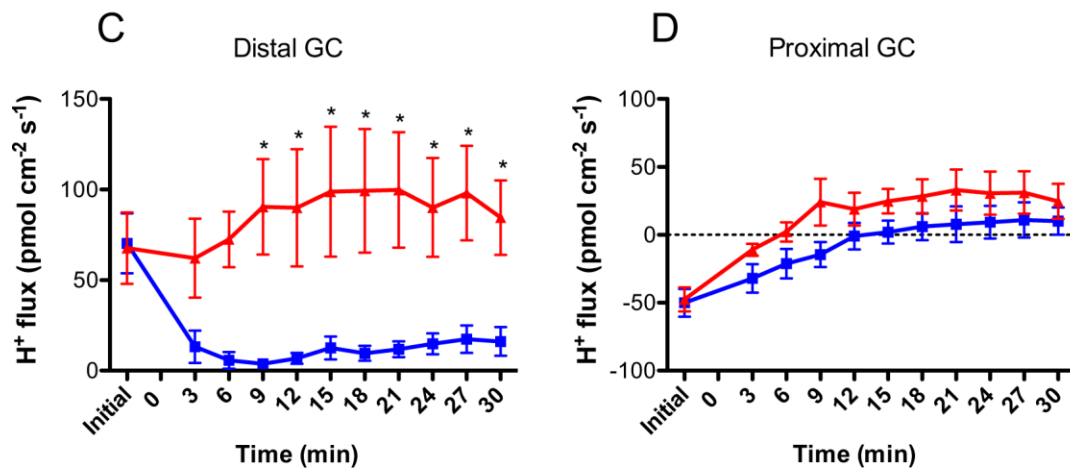 C
Distal GC
H⁺ flux (pmol cm⁻² s⁻¹)
150
100
50
0
* * * * * * * *
Initial 0 3 6 9 12 15 18 21 24 27 30
Time (min)
D
Proximal GC
H⁺ flux (pmol cm⁻² s⁻¹)
100
50
0
-50
-100
Initial 0 3 6 9 12 15 18 21 24 27 30
Time (min)